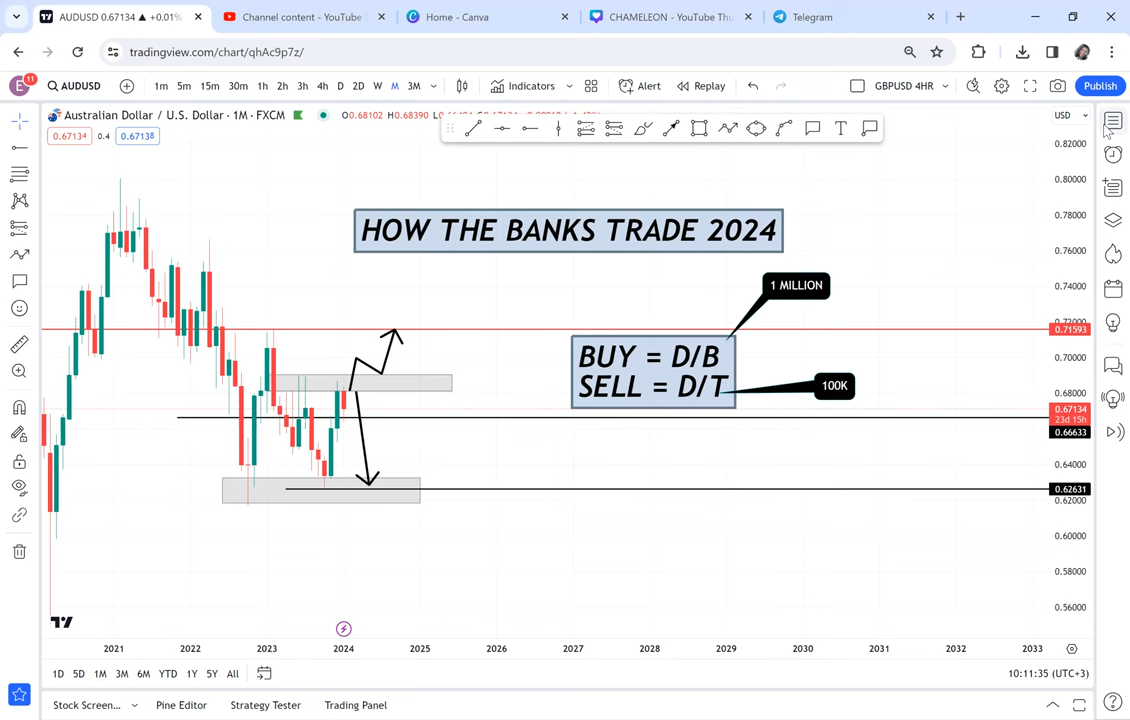 AUDUSD 0.67134 ▲ +0.01%
Channel content - YouTube
Home - Canva
CHAMELEON - YouTube Thu
Telegram
tradingview.com/chart/qhAc9p7z/
E 11 AUDUSD 1m 5m 15m 30m 1h 2h 3h 4h D 2D W M 3M Indicators Alert Replay GBPUSD 4HR Publish
Australian Dollar / U.S. Dollar · 1M · FXCM
0.67134 0.4 0.67138
USD
0.82000
0.80000
0.78000
0.76000
0.74000
0.71593
0.70000
0.68000
0.67134
23d 15h
0.66633
0.64000
0.62631
0.62000
0.60000
0.58000
0.56000
HOW THE BANKS TRADE 2024
1 MILLION
BUY = D/B
SELL = D/T
100K
2021 2022 2023 2024 2025 2026 2027 2028 2029 2030 2031 2032 2033
1D 5D 1M 3M 6M YTD 1Y 5Y All
10:11:35 (UTC+3)
Stock Screen... Pine Editor Strategy Tester Trading Panel